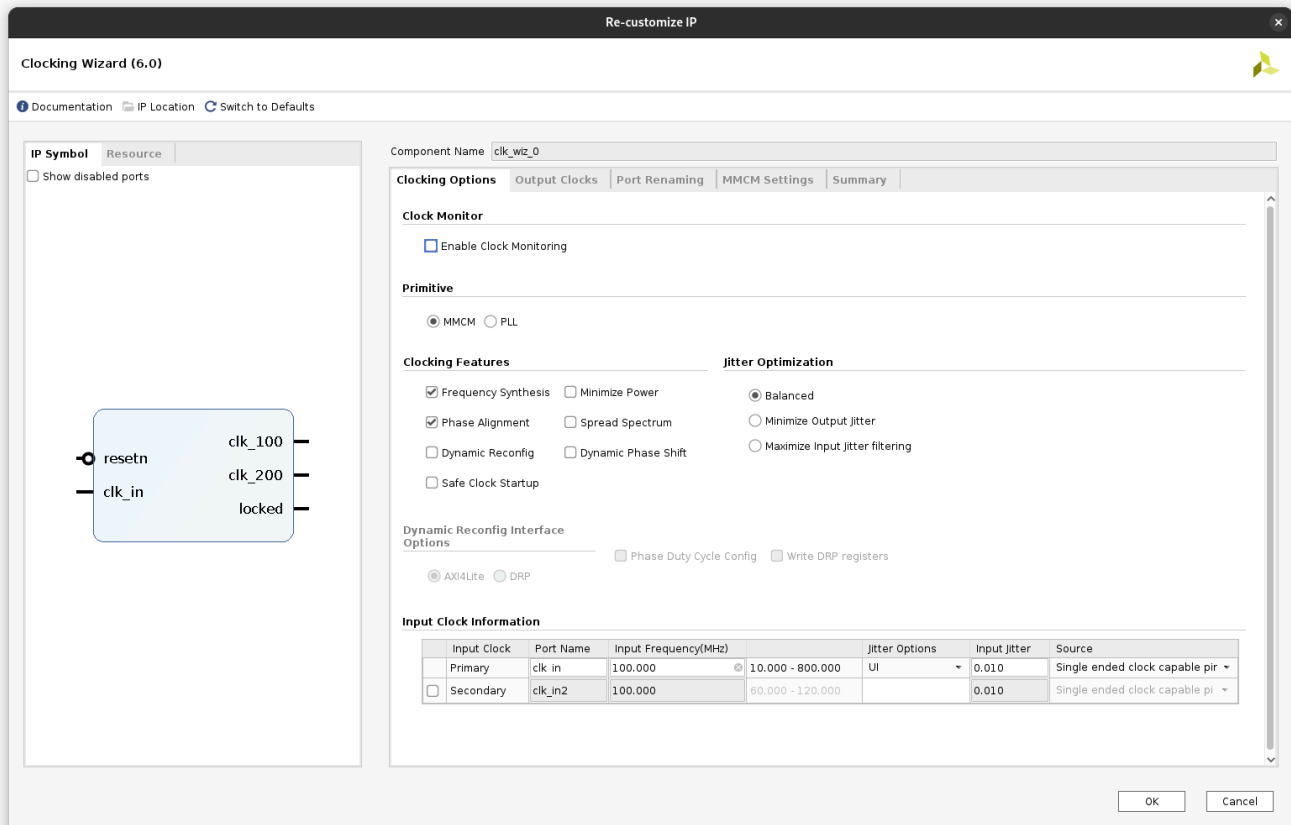 Re-customize IP
Clocking Wizard (6.0)
Documentation IP Location Switch to Defaults
IP Symbol Resource
Show disabled ports
resetn
clk_in
clk_100
clk_200
locked
Component Name clk_wiz_0
Clocking Options Output Clocks Port Renaming MMCM Settings Summary
Clock Monitor
Enable Clock Monitoring
Primitive
MMCM PLL
Clocking Features
Frequency Synthesis Minimize Power
Phase Alignment Spread Spectrum
Dynamic Reconfig Dynamic Phase Shift
Safe Clock Startup
Jitter Optimization
Balanced
Minimize Output Jitter
Maximize Input Jitter filtering
Dynamic Reconfig Interface
Options
AXI4Lite DRP
Phase Duty Cycle Config Write DRP registers
Input Clock Information
Input Clock Port Name Input Frequency(MHz) Jitter Options Input Jitter Source
Primary clk_in 100.000 10.000 - 800.000 UI 0.010 Single ended clock capable pin
Secondary clk_in2 100.000 60.000 - 120.000 0.010 Single ended clock capable pi
OK Cancel